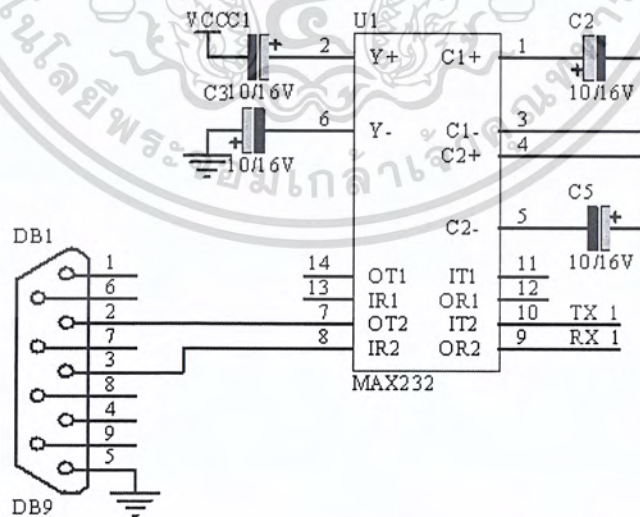 VCC C1
U1
C2
2
Y+
C1+
1
C3 10/16V
10/16V
6
Y-
C1-
3
C2+
4
10/16V
C5
C2-
5
10/16V
DB1
1
6
2
7
3
8
4
9
5
DB9
14
OT1
IT1
11
13
IR1
OR1
12
7
OT2
IT2
10
TX 1
8
IR2
OR2
9
RX 1
MAX232